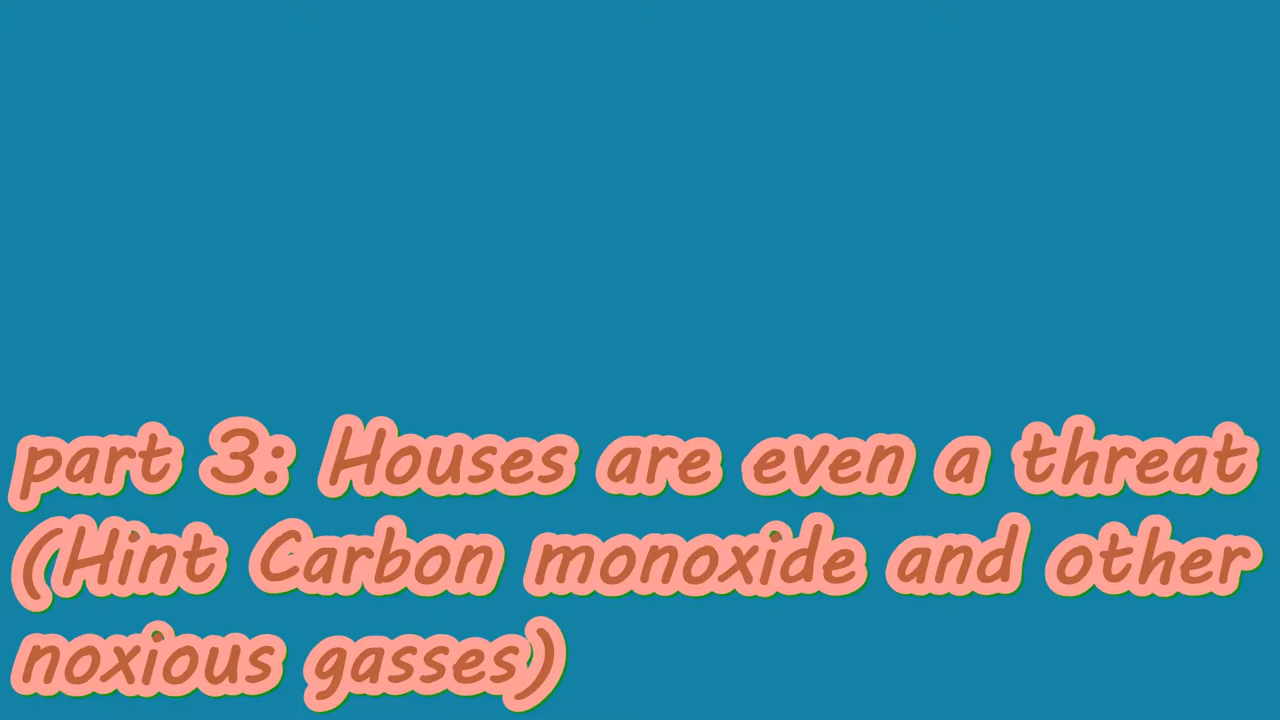 part 3: Houses are even a threat
(Hint Carbon monoxide and other
noxious gasses)